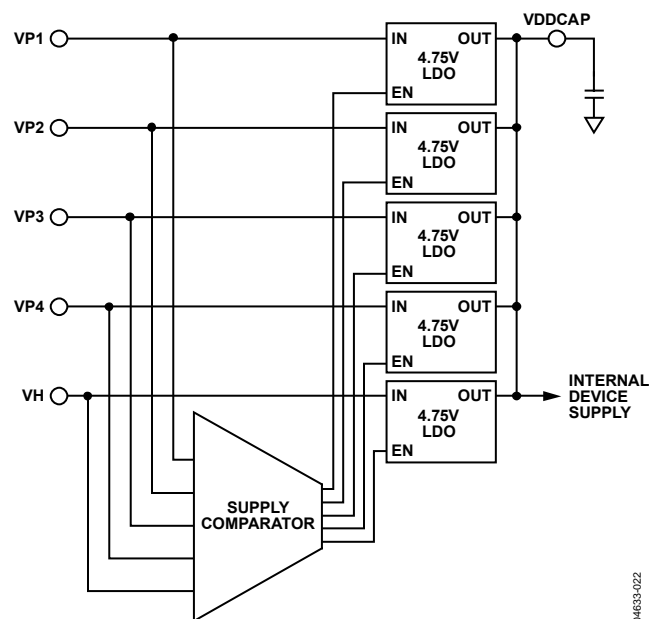 VDDCAP
VP1
IN
OUT
4.75V
LDO
EN
VP2
IN
OUT
4.75V
LDO
EN
VP3
IN
OUT
4.75V
LDO
EN
VP4
IN
OUT
4.75V
LDO
EN
VH
IN
OUT
4.75V
LDO
EN
INTERNAL
DEVICE
SUPPLY
SUPPLY
COMPARATOR
04633-022